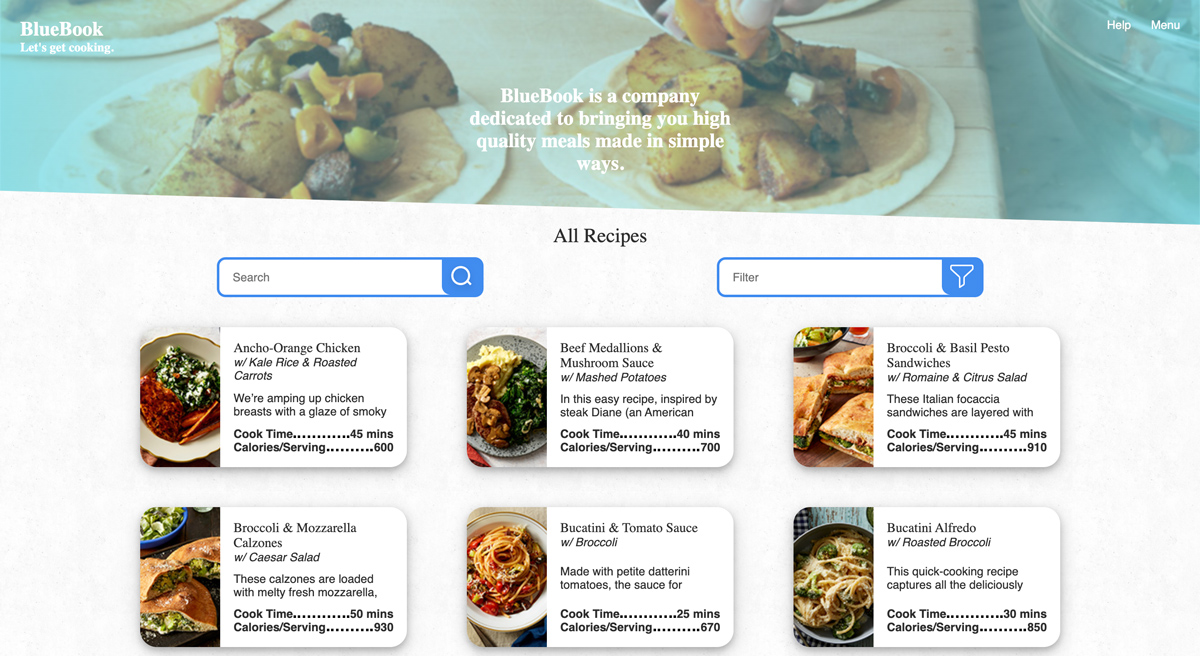 BlueBook
Let's get cooking.
Help Menu
BlueBook is a company
dedicated to bringing you high
quality meals made in simple
ways.
All Recipes
Search
Filter
Ancho-Orange Chicken
w/ Kale Rice & Roasted
Carrots
We're amping up chicken
breasts with a glaze of smoky
Cook Time............45 mins
Calories/Serving..........600
Beef Medallions &
Mushroom Sauce
w/ Mashed Potatoes
In this easy recipe, inspired by
steak Diane (an American
Cook Time............40 mins
Calories/Serving..........700
Broccoli & Basil Pesto
Sandwiches
w/ Romaine & Citrus Salad
These Italian focaccia
sandwiches are layered with
Cook Time............45 mins
Calories/Serving..........910
Broccoli & Mozzarella
Calzones
w/ Caesar Salad
These calzones are loaded
with melty fresh mozzarella,
Cook Time............50 mins
Calories/Serving..........930
Bucatini & Tomato Sauce
w/ Broccoli
Made with petite datterini
tomatoes, the sauce for
Cook Time............25 mins
Calories/Serving..........670
Bucatini Alfredo
w/ Roasted Broccoli
This quick-cooking recipe
captures all the deliciously
Cook Time............30 mins
Calories/Serving..........850